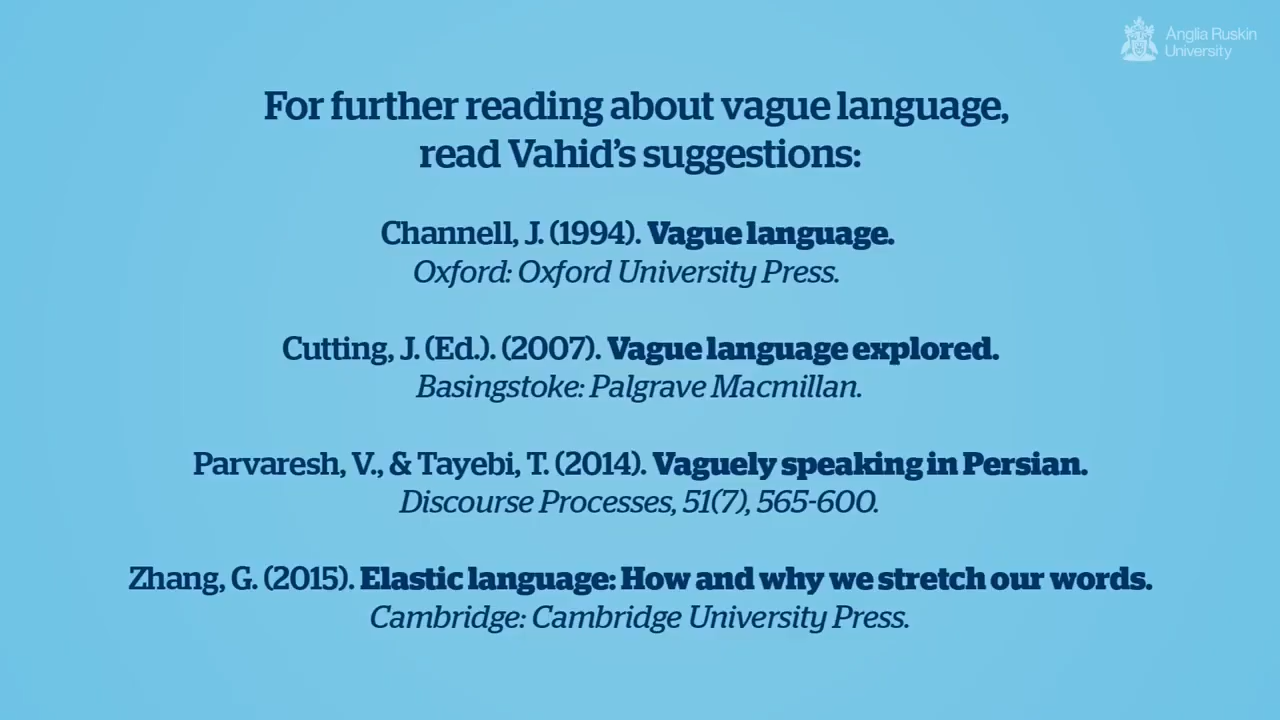 Anglia Ruskin
University
For further reading about vague language,
read Vahid's suggestions:
Channell, J. (1994). Vague language.
Oxford: Oxford University Press.
Cutting, J. (Ed.). (2007). Vague language explored.
Basingstoke: Palgrave Macmillan.
Parvaresh, V., & Tayebi, T. (2014). Vaguely speaking in Persian.
Discourse Processes, 51(7), 565-600.
Zhang, G. (2015). Elastic language: How and why we stretch our words.
Cambridge: Cambridge University Press.